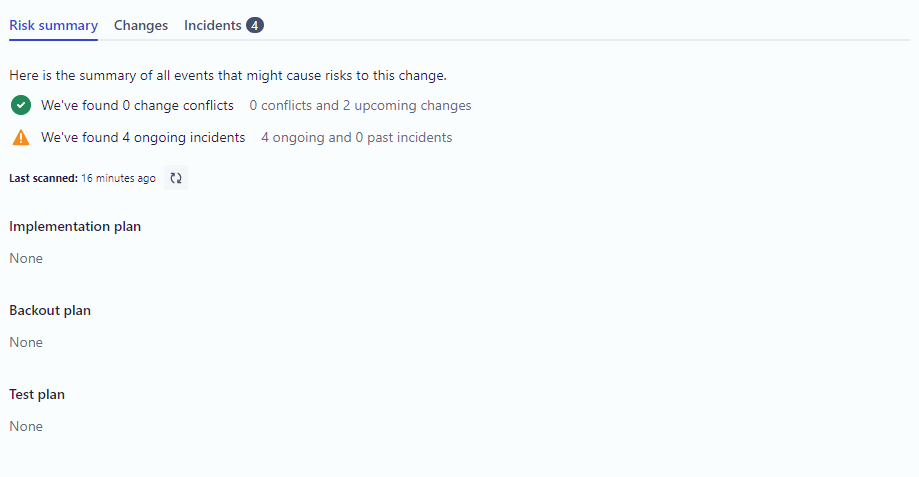 Risk summary Changes Incidents 4
Here is the summary of all events that might cause risks to this change.
We've found 0 change conflicts 0 conflicts and 2 upcoming changes
We've found 4 ongoing incidents 4 ongoing and 0 past incidents
Last scanned: 16 minutes ago
Implementation plan
None
Backout plan
None
Test plan
None